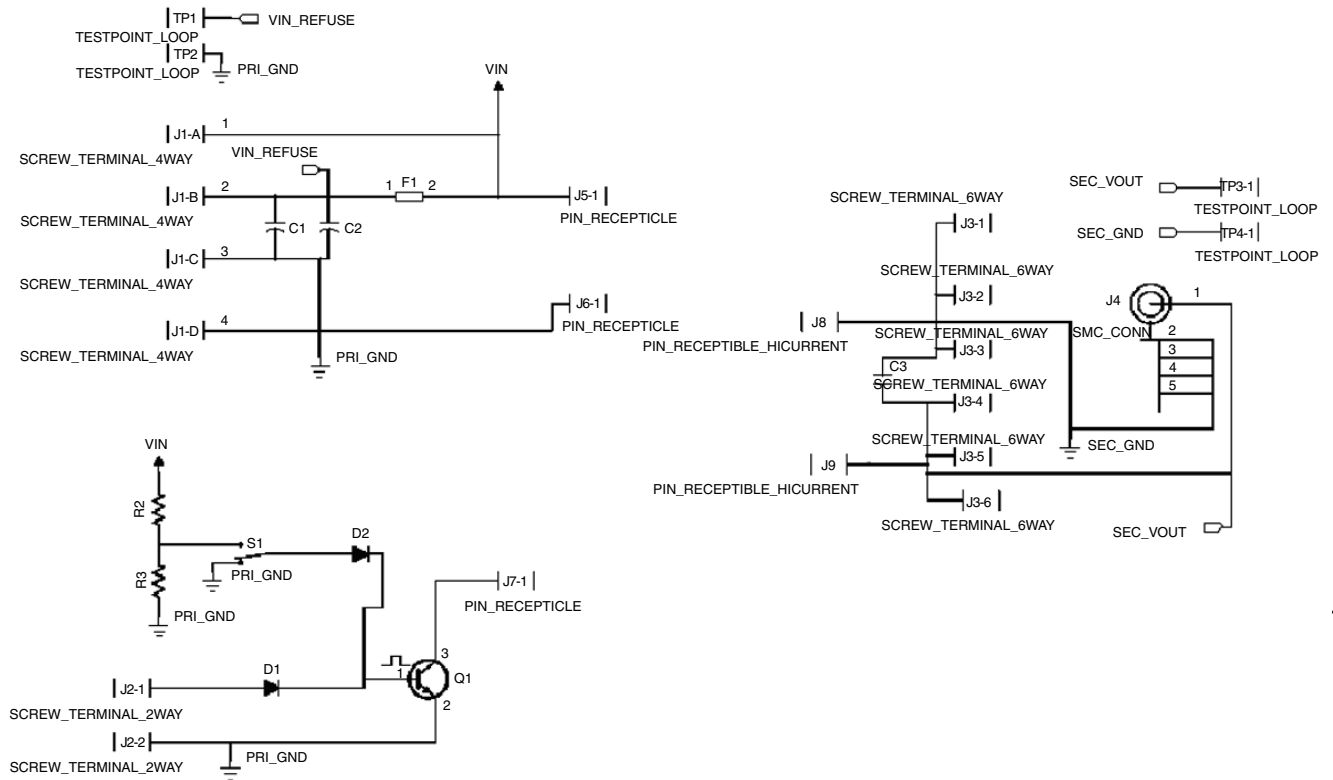 TP1
VIN_REFUSE
TESTPOINT_LOOP
TP2
TESTPOINT_LOOP
PRI_GND
VIN
J1-A
1
SCREW_TERMINAL_4WAY
VIN_REFUSE
J1-B
2
1
F1
2
J5-1
SCREW_TERMINAL_4WAY
PIN_RECEPTICLE
C1
C2
J1-C
3
SCREW_TERMINAL_4WAY
J6-1
J1-D
4
PIN_RECEPTICLE
SCREW_TERMINAL_4WAY
PRI_GND
SCREW_TERMINAL_6WAY
J3-1
SCREW_TERMINAL_6WAY
J3-2
J8
SCREW_TERMINAL_6WAY
PIN_RECEPTIBLE_HICURRENT
J3-3
C3
SCREW_TERMINAL_6WAY
J3-4
SCREW_TERMINAL_6WAY
J3-5
J9
PIN_RECEPTIBLE_HICURRENT
J3-6
SCREW_TERMINAL_6WAY
SEC_VOUT
TP3-1
TESTPOINT_LOOP
SEC_GND
TP4-1
TESTPOINT_LOOP
J4
1
SMC_CONN
2
3
4
5
SEC_GND
SEC_VOUT
VIN
R2
S1
D2
R3
PRI_GND
PRI_GND
J7-1
PIN_RECEPTICLE
D1
1
3
Q1
2
J2-1
SCREW_TERMINAL_2WAY
J2-2
PRI_GND
SCREW_TERMINAL_2WAY